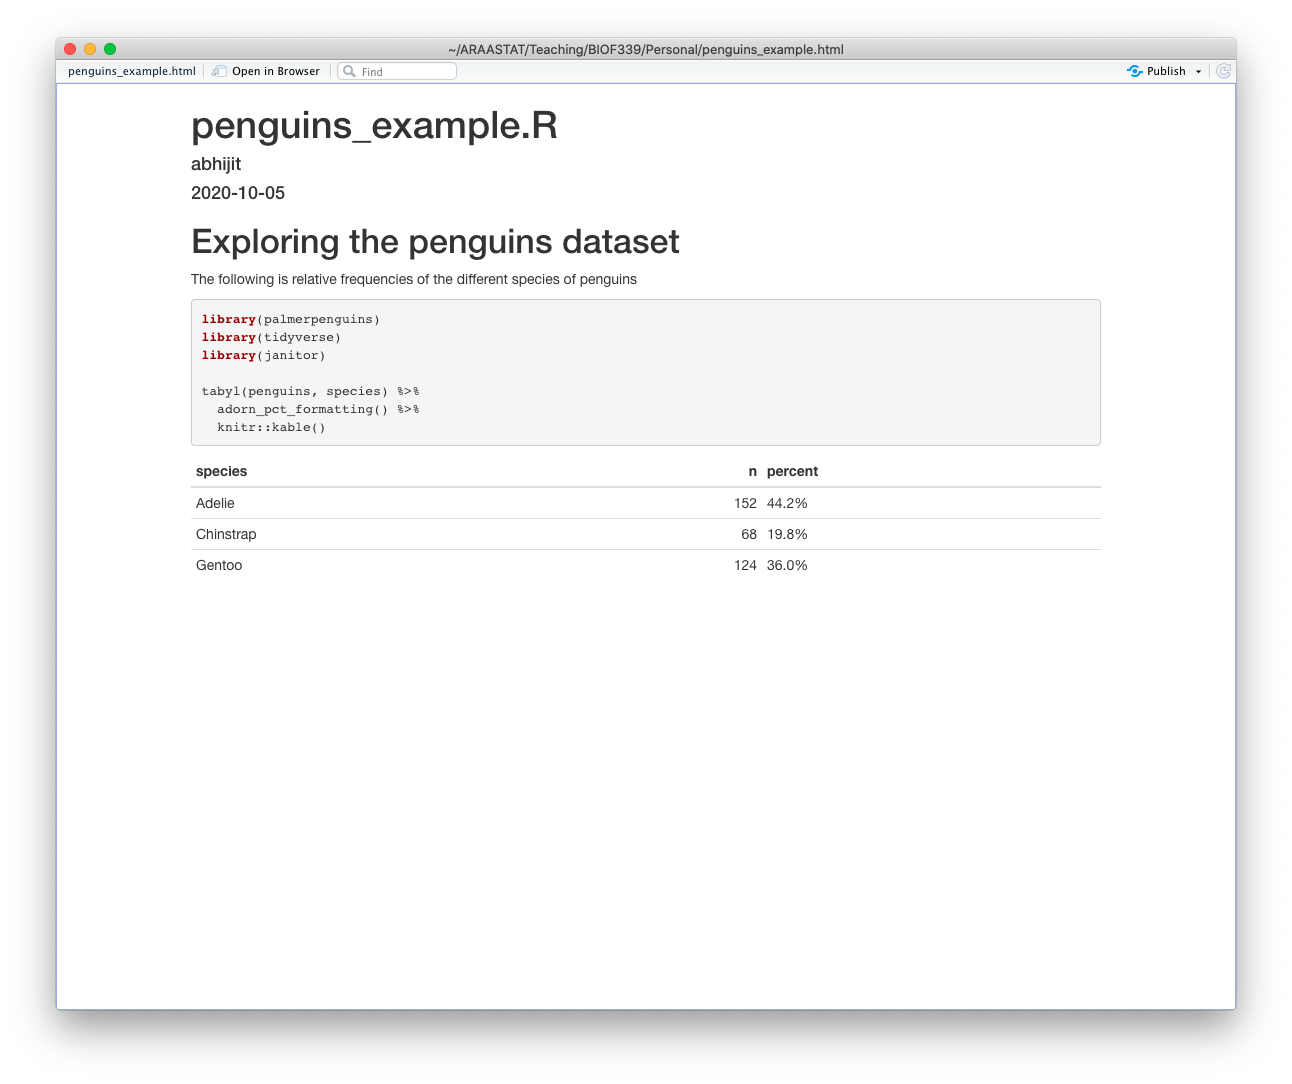 ~/ARAASTAT/Teaching/BIOF339/Personal/penguins_example.html
penguins_example.html Open in Browser Find Publish
penguins_example.R
abhijit
2020-10-05
Exploring the penguins dataset
The following is relative frequencies of the different species of penguins
library(palmerpenguins)
library(tidyverse)
library(janitor)
tabyl(penguins, species) %>%
  adorn_pct_formatting() %>%
  knitr::kable()
species n percent
Adelie 152 44.2%
Chinstrap 68 19.8%
Gentoo 124 36.0%